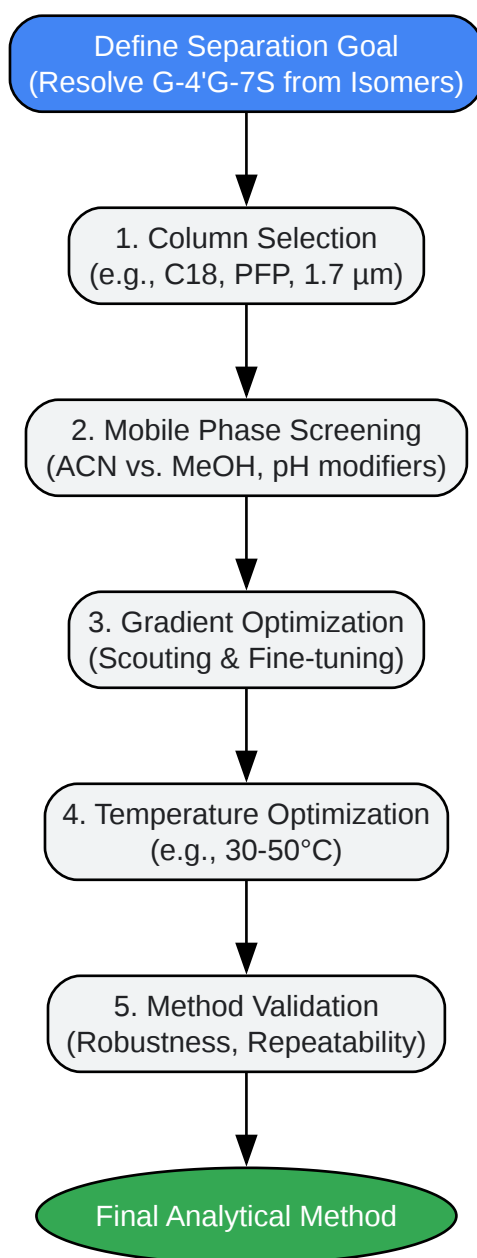 Define Separation Goal
(Resolve G-4'G-7S from Isomers)
1. Column Selection
(e.g., C18, PFP, 1.7 µm)
2. Mobile Phase Screening
(ACN vs. MeOH, pH modifiers)
3. Gradient Optimization
(Scouting & Fine-tuning)
4. Temperature Optimization
(e.g., 30-50°C)
5. Method Validation
(Robustness, Repeatability)
Final Analytical Method